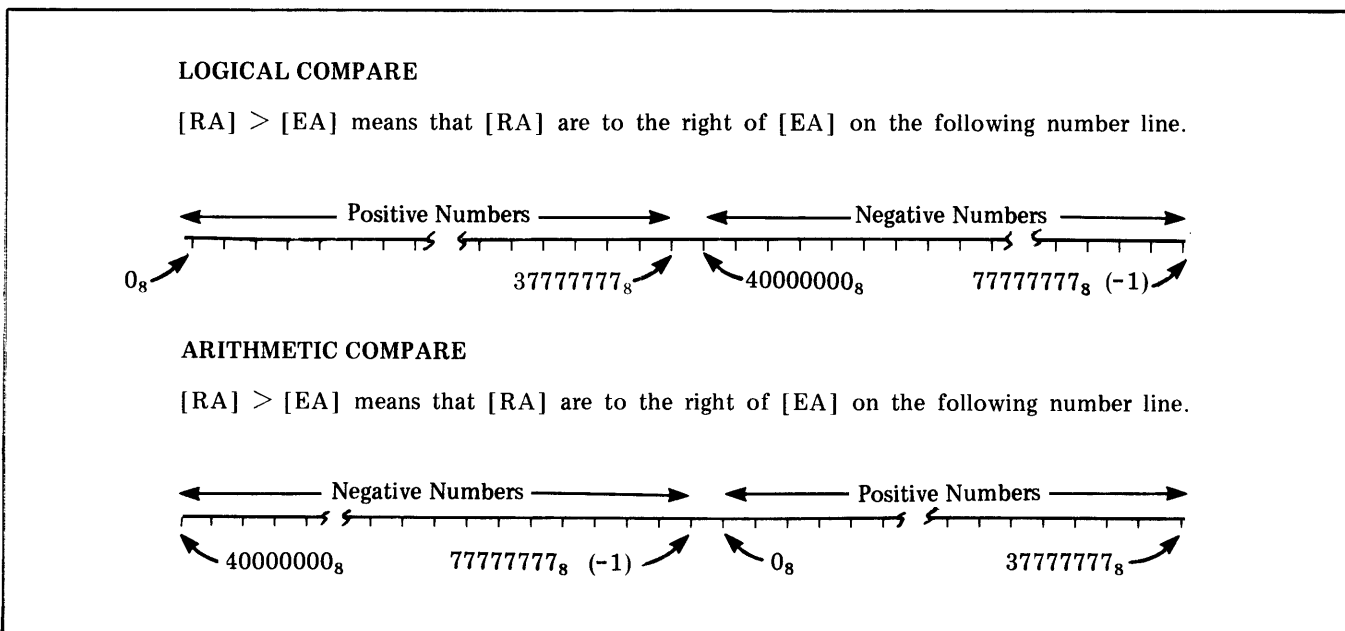 LOGICAL COMPARE
[RA] > [EA] means that [RA] are to the right of [EA] on the following number line.
Positive Numbers Negative Numbers
0₈ 37777777₈ 40000000₈ 77777777₈ (-1)
ARITHMETIC COMPARE
[RA] > [EA] means that [RA] are to the right of [EA] on the following number line.
Negative Numbers Positive Numbers
40000000₈ 77777777₈ (-1) 0₈ 37777777₈